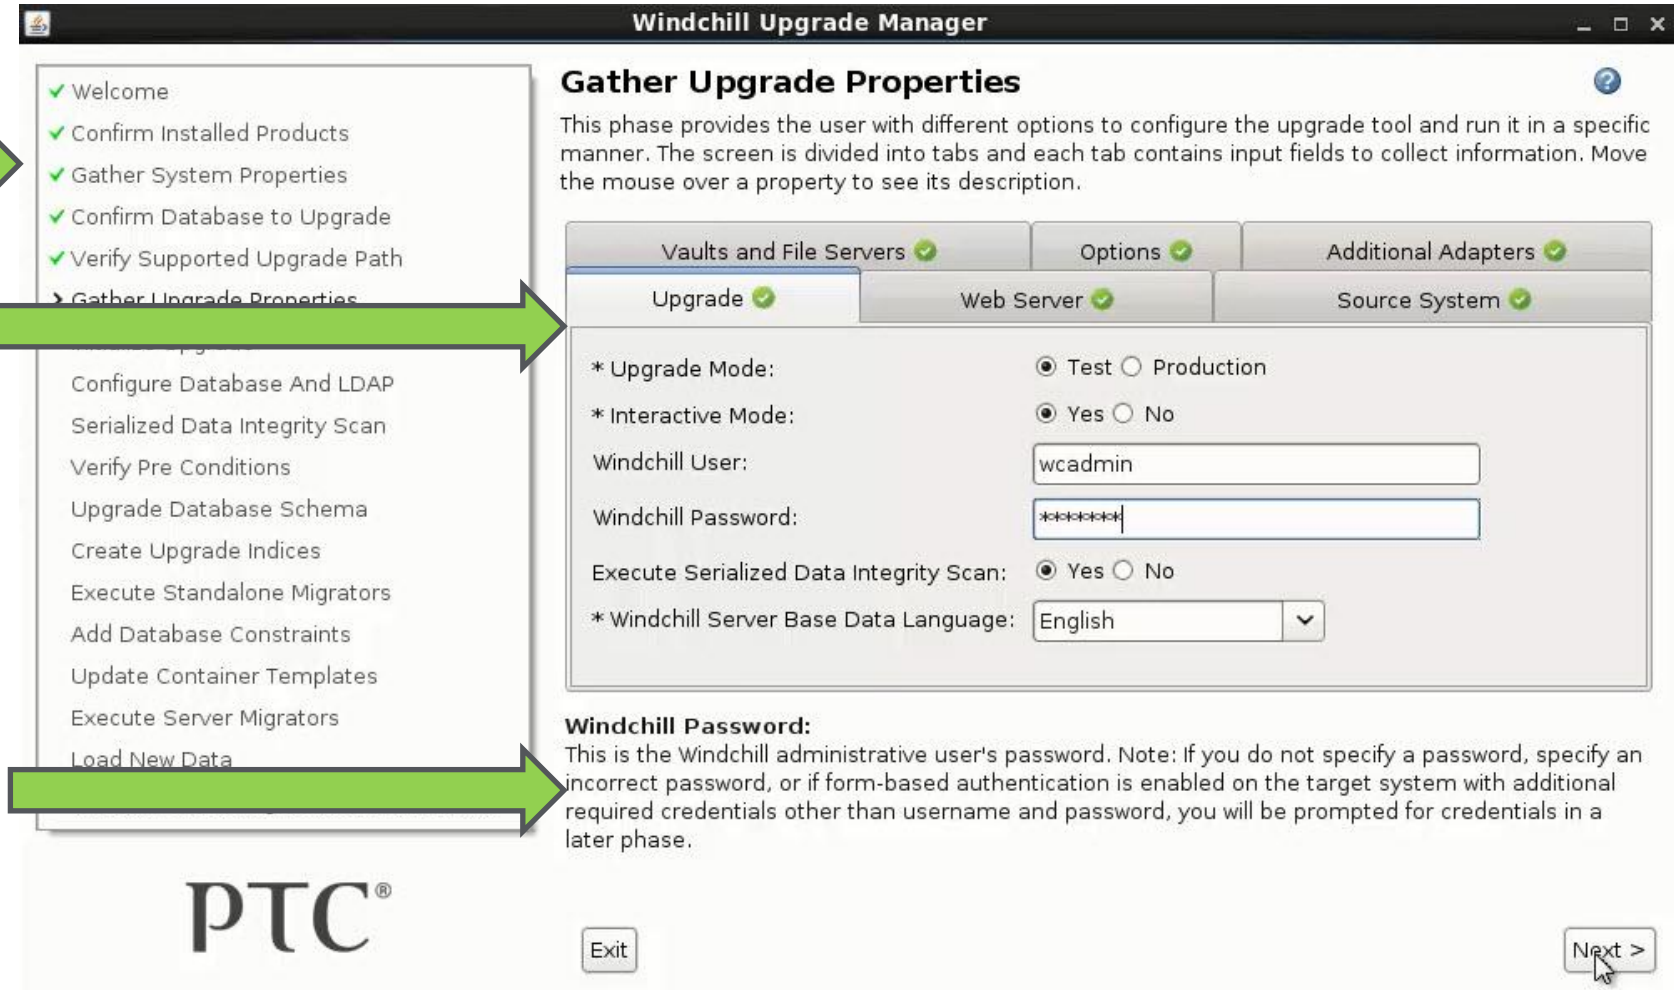 Windchill Upgrade Manager
Welcome
Confirm Installed Products
Gather System Properties
Confirm Database to Upgrade
Verify Supported Upgrade Path
Gather Upgrade Properties
Configure Database And LDAP
Serialized Data Integrity Scan
Verify Pre Conditions
Upgrade Database Schema
Create Upgrade Indices
Execute Standalone Migrators
Add Database Constraints
Update Container Templates
Execute Server Migrators
Load New Data
PTC®
Gather Upgrade Properties
This phase provides the user with different options to configure the upgrade tool and run it in a specific
manner. The screen is divided into tabs and each tab contains input fields to collect information. Move
the mouse over a property to see its description.
Vaults and File Servers Options Additional Adapters
Upgrade Web Server Source System
* Upgrade Mode: Test Production
* Interactive Mode: Yes No
Windchill User: wcadmin
Windchill Password: ********
Execute Serialized Data Integrity Scan: Yes No
* Windchill Server Base Data Language: English
Windchill Password:
This is the Windchill administrative user's password. Note: If you do not specify a password, specify an
incorrect password, or if form-based authentication is enabled on the target system with additional
required credentials other than username and password, you will be prompted for credentials in a
later phase.
Exit Next >